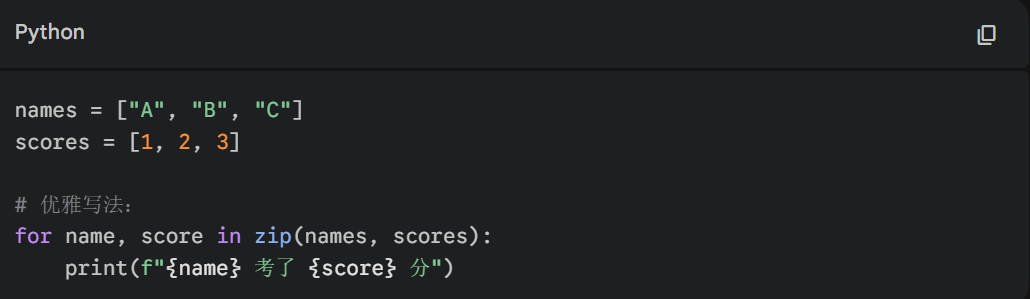 Python
names = ["A", "B", "C"]
scores = [1, 2, 3]
# 优雅写法：
for name, score in zip(names, scores):
    print(f"{name} 考了 {score} 分")